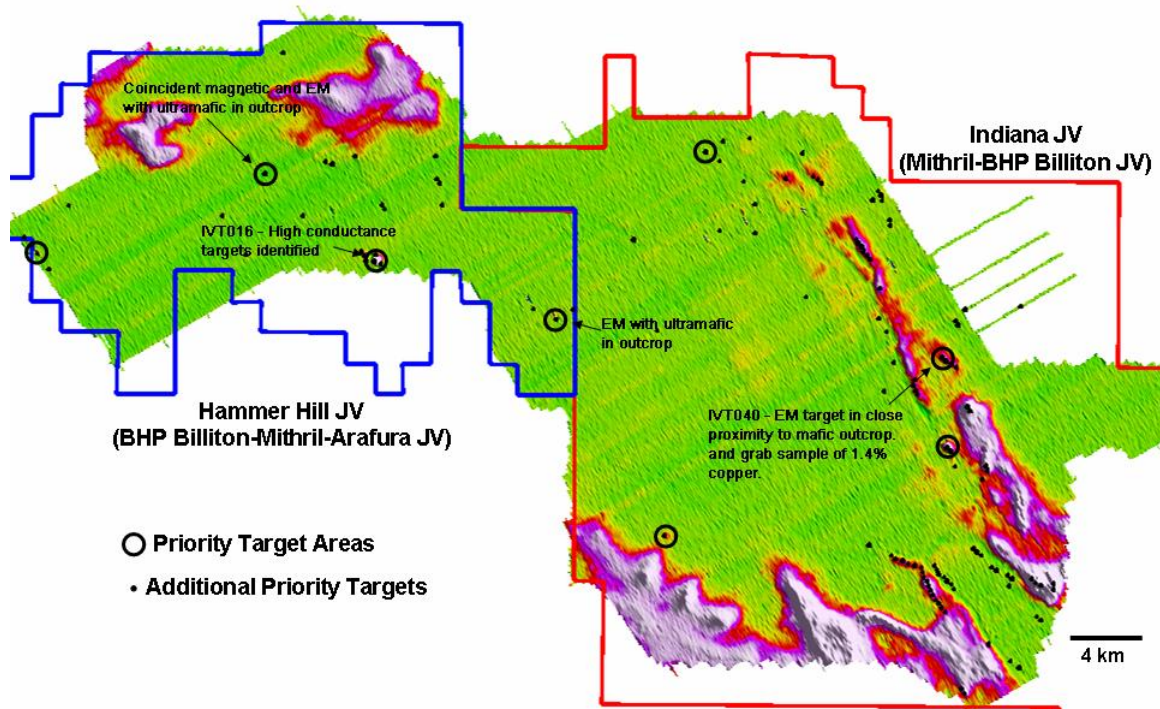 Coincident magnetic and EM
with ultramafic in outcrop
Indiana JV
(Mithril-BHP Billiton JV)
IVT016 - High conductance
targets identified
EM with ultramafic
in outcrop
Hammer Hill JV
(BHP Billiton-Mithril-Arafura JV)
IVT040 - EM target in close
proximity to mafic outcrop.
and grab sample of 1.4%
copper.
Priority Target Areas
Additional Priority Targets
4 km